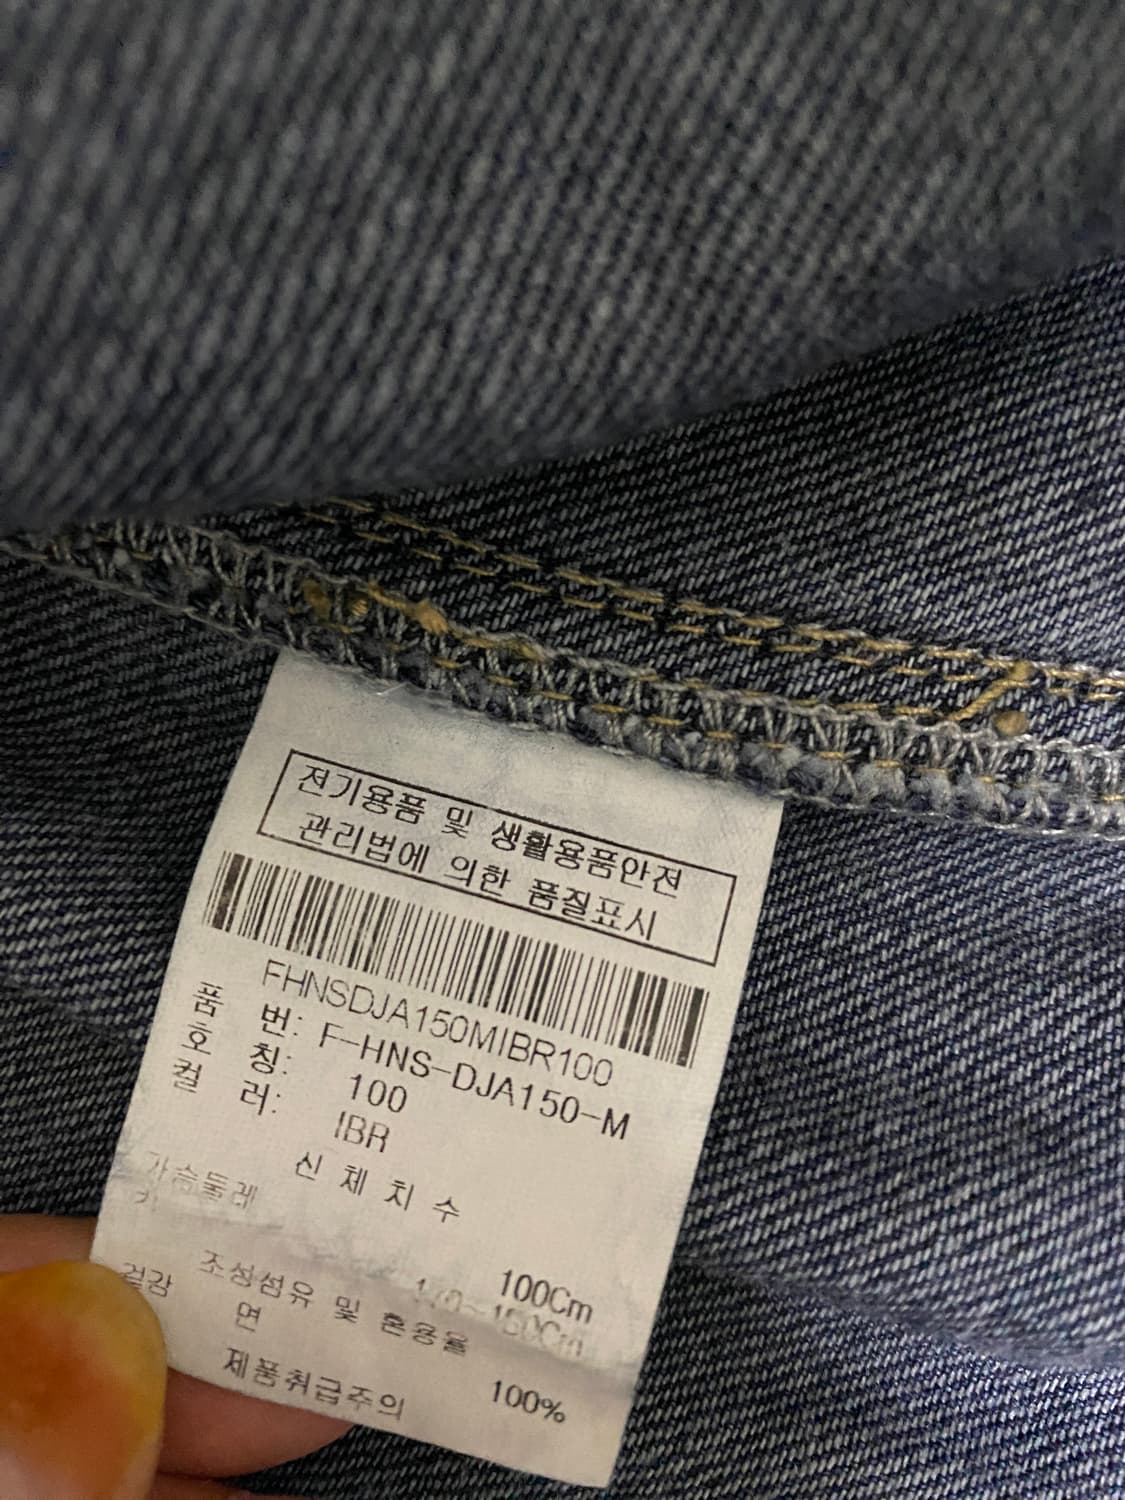 전기용품 및 생활용품안전
관리법에 의한 품질표시
FHNSDJA150MIBR100
품 번: F-HNS-DJA150-M
호 칭: 100
컬 러: IBR
신 체 치 수
가슴둘레 100Cm
키
조성섬유 및 혼용율
겉감 면 100%
제품취급주의